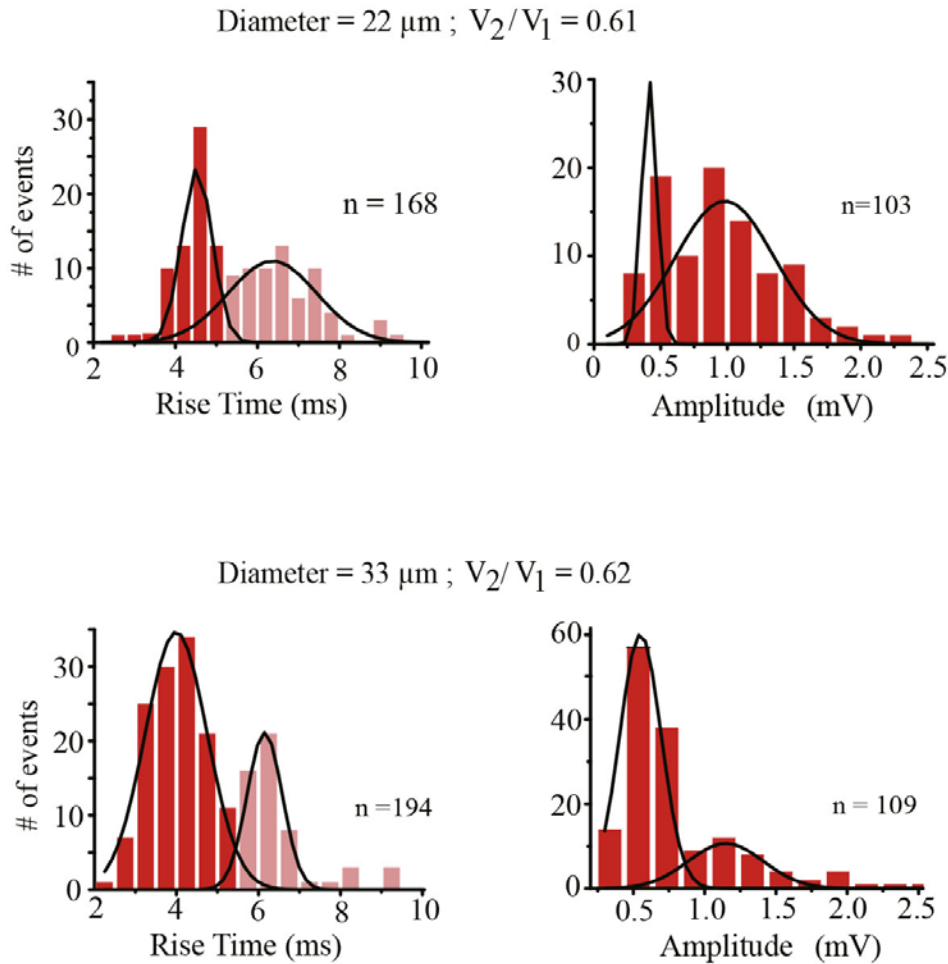 Diameter = 22 µm ; V2/V1 = 0.61
# of events
30
20
10
0
n = 168
2 4 6 8 10
Rise Time (ms)
30
20
10
0
n=103
0 0.5 1.0 1.5 2.0 2.5
Amplitude (mV)
Diameter = 33 µm ; V2/ V1 = 0.62
# of events
30
20
10
0
n =194
2 4 6 8 10
Rise Time (ms)
60
40
20
0
n = 109
0.5 1.0 1.5 2.0 2.5
Amplitude (mV)